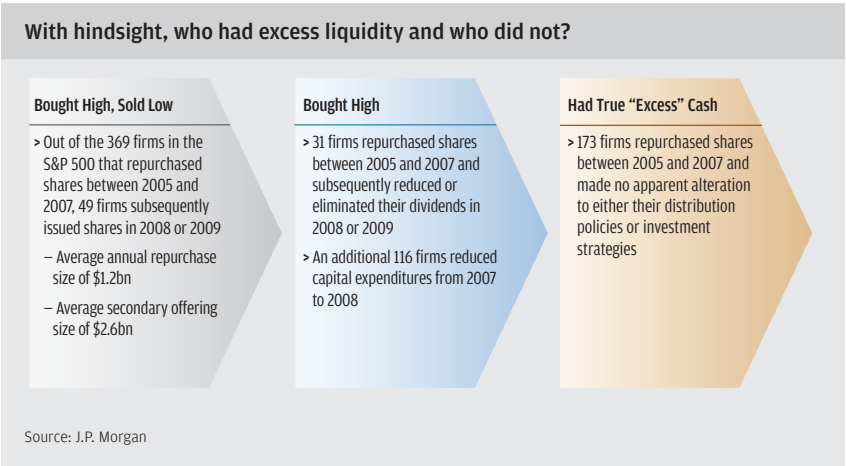 With hindsight, who had excess liquidity and who did not?
Bought High, Sold Low
> Out of the 369 firms in the
S&P 500 that repurchased
shares between 2005 and
2007, 49 firms subsequently
issued shares in 2008 or 2009
– Average annual repurchase
size of $1.2bn
– Average secondary offering
size of $2.6bn
Bought High
> 31 firms repurchased shares
between 2005 and 2007 and
subsequently reduced or
eliminated their dividends in
2008 or 2009
> An additional 116 firms reduced
capital expenditures from 2007
to 2008
Had True “Excess” Cash
> 173 firms repurchased shares
between 2005 and 2007 and
made no apparent alteration
to either their distribution
policies or investment
strategies
Source: J.P. Morgan